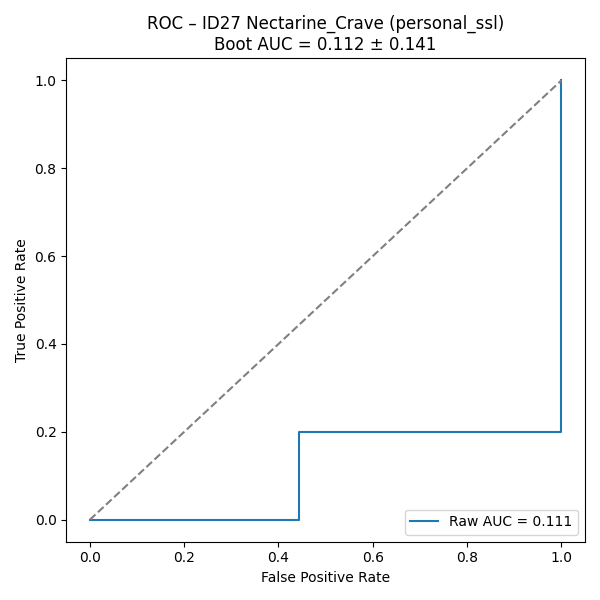 ROC – ID27 Nectarine_Crave (personal_ssl)
Boot AUC = 0.112 ± 0.141
True Positive Rate
1.0
0.8
0.6
0.4
0.2
0.0
Raw AUC = 0.111
0.0 0.2 0.4 0.6 0.8 1.0
False Positive Rate